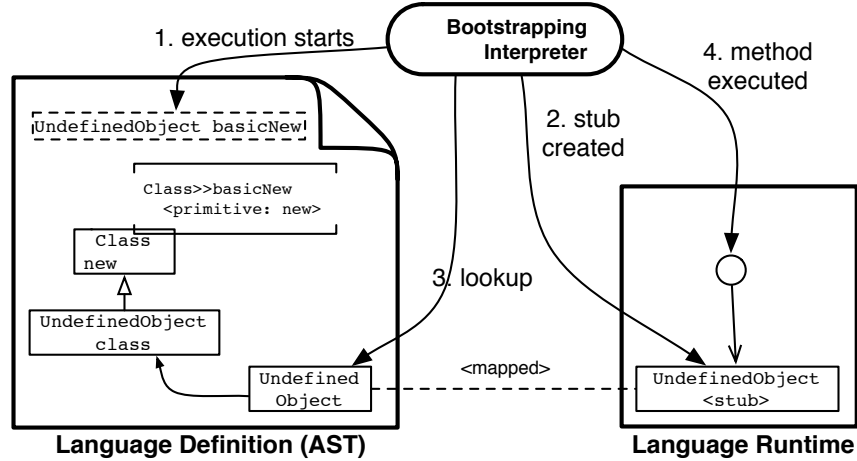 1. execution starts
Bootstrapping
Interpreter
4. method
executed
UndefinedObject basicNew
2. stub
created
Class>>basicNew
<primitive: new>
Class
new
3. lookup
UndefinedObject
class
Undefined
Object
<mapped>
UndefinedObject
<stub>
Language Definition (AST)
Language Runtime